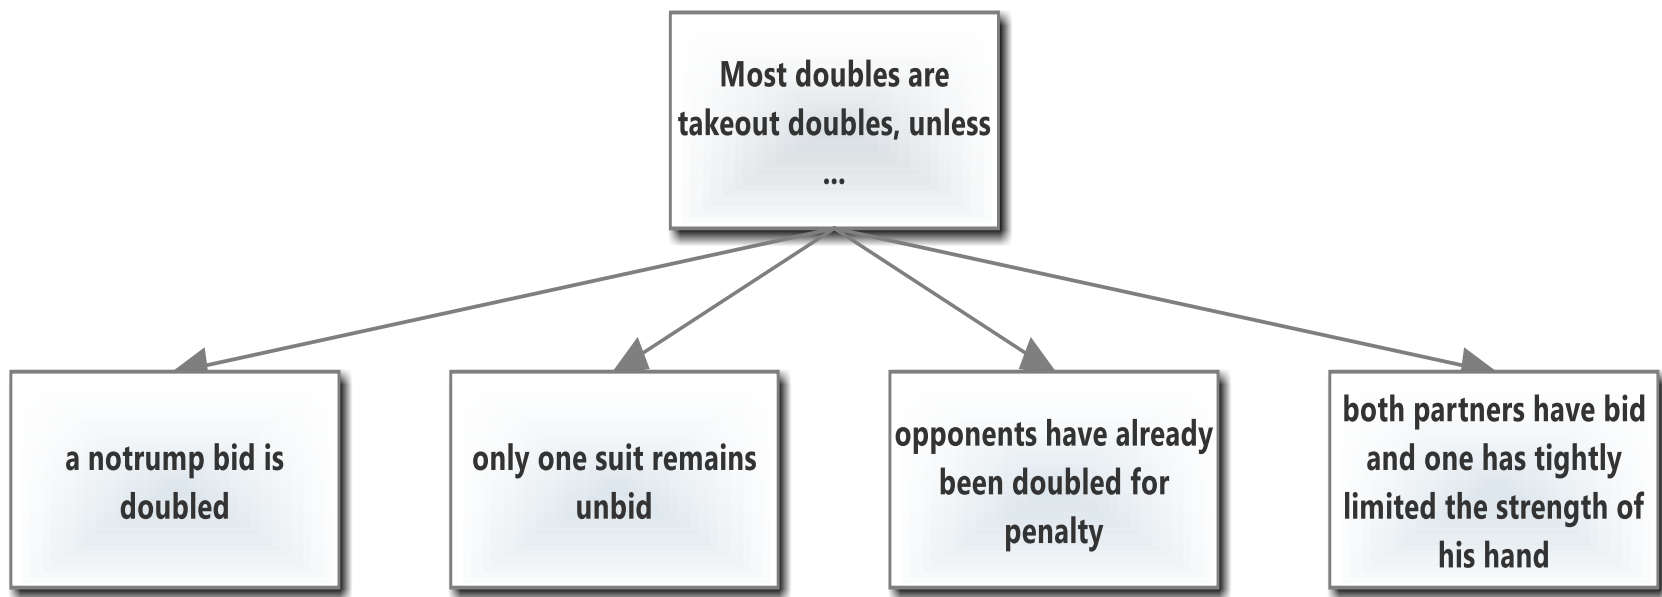 Most doubles are
takeout doubles, unless
...
a notrump bid is
doubled
only one suit remains
unbid
opponents have already
been doubled for
penalty
both partners have bid
and one has tightly
limited the strength of
his hand